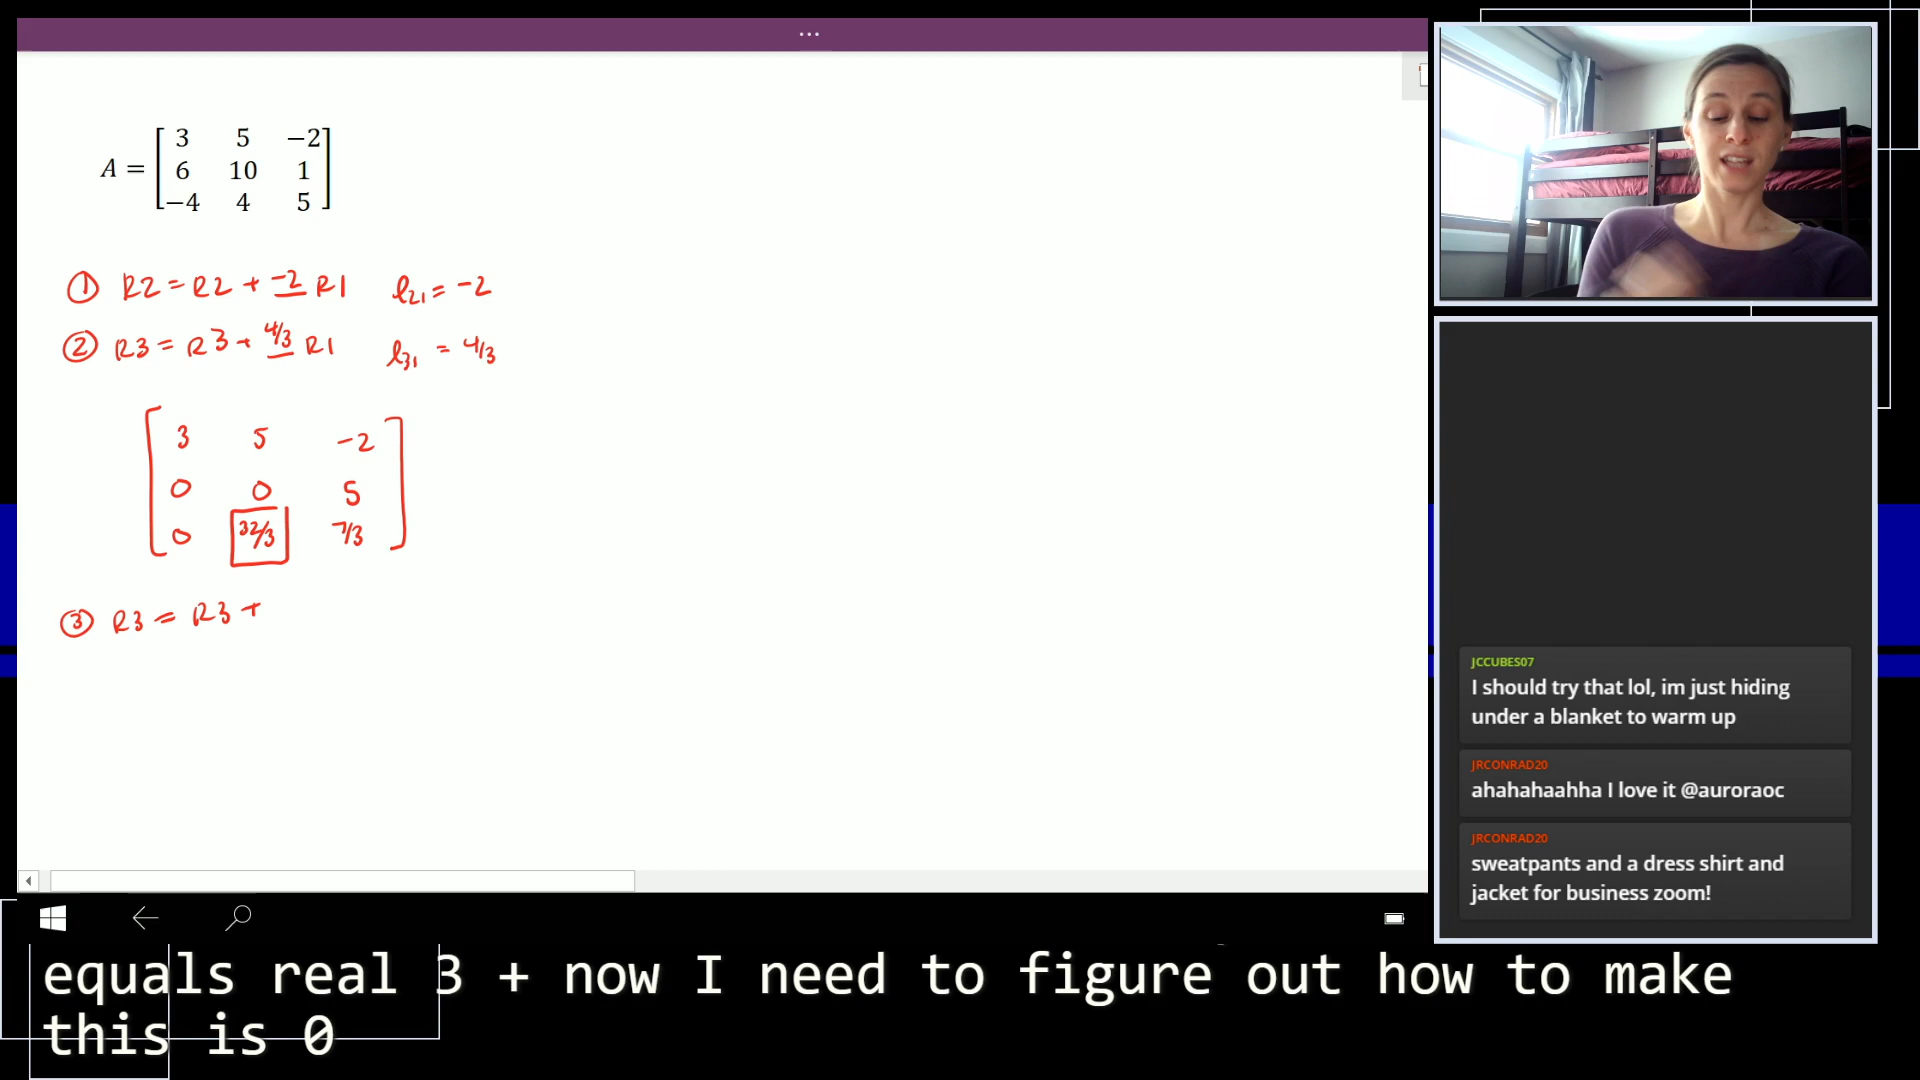 ...
A = [ 3 5 −2
6 10 1
−4 4 5 ]
① R2 = R2 + -2 R1 l21 = -2
② R3 = R3 + 4/3 R1 l31 = 4/3
[ 3 5 -2
0 0 5
0 32/3 7/3 ]
③ R3 = R3 +
JCCUBES07
I should try that lol, im just hiding
under a blanket to warm up
JRCONRAD20
ahahahaahha I love it @auroraoc
JRCONRAD20
sweatpants and a dress shirt and
jacket for business zoom!
equals real 3 + now I need to figure out how to make
this is 0